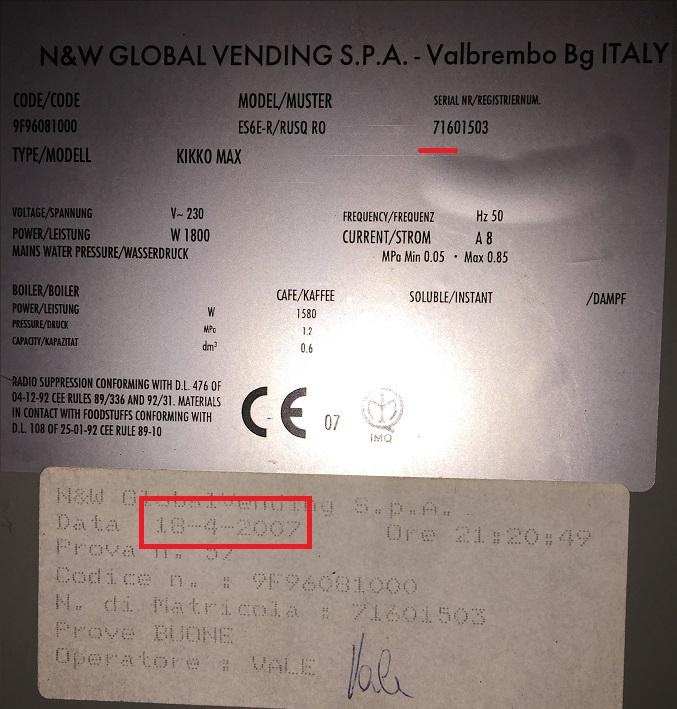 N&W GLOBAL VENDING S.P.A. - Valbrembo Bg ITALY
CODE/CODE MODEL/MUSTER SERIAL NR/REGISTRIERNUM.
9F96081000 ES6E-R/RUSQ RO 71601503
TYPE/MODELL KIKKO MAX
VOLTAGE/SPANNUNG V~ 230 FREQUENCY/FREQUENZ Hz 50
POWER/LEISTUNG W 1800 CURRENT/STROM A 8
MAINS WATER PRESSURE/WASSERDRUCK MPa Min 0.05 · Max 0.85
BOILER/BOILER CAFE/KAFFEE SOLUBLE/INSTANT /DAMPF
POWER/LEISTUNG W 1580
PRESSURE/DRUCK MPa 1.2
CAPACITY/KAPAZITAT dm³ 0.6
RADIO SUPPRESSION CONFORMING WITH D.L. 476 OF
04-12-92 CEE RULES 89/336 AND 92/31. MATERIALS
IN CONTACT WITH FOODSTUFFS CONFORMING WITH
D.L. 108 OF 25-01-92 CEE RULE 89-10
CE 07 IMQ
N&W Globalvending S.p.A.
Data 18-4-2007 Ore 21:20:49
Prova n. 57
Codice n. : 9F96081000
N. di Matricola : 71601503
Prove BUONE
Operatore : VALE Vale